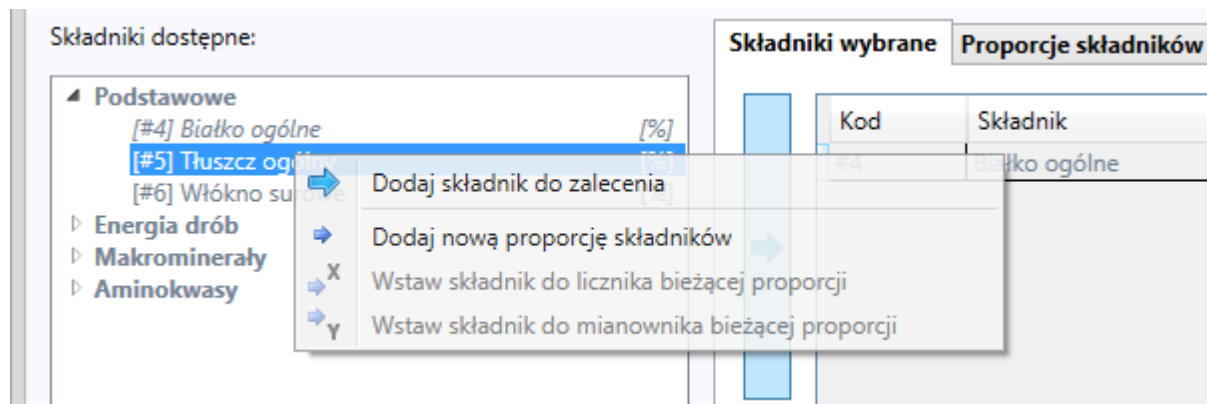 Składniki dostępne:
Składniki wybrane
Proporcje składników
Podstawowe
[#4] Białko ogólne [%]
[#5] Tłuszcz ogólny [%]
[#6] Włókno surowe [%]
Energia drób
Makrominerały
Aminokwasy
Kod Składnik
#4 Białko ogólne
Dodaj składnik do zalecenia
Dodaj nową proporcję składników
X Wstaw składnik do licznika bieżącej proporcji
Y Wstaw składnik do mianownika bieżącej proporcji